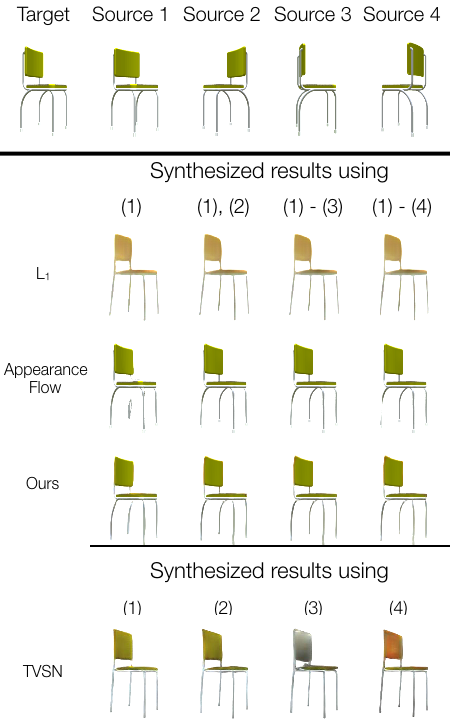 Target Source 1 Source 2 Source 3 Source 4
Synthesized results using
(1) (1), (2) (1) - (3) (1) - (4)
L₁
Appearance
Flow
Ours
Synthesized results using
(1) (2) (3) (4)
TVSN